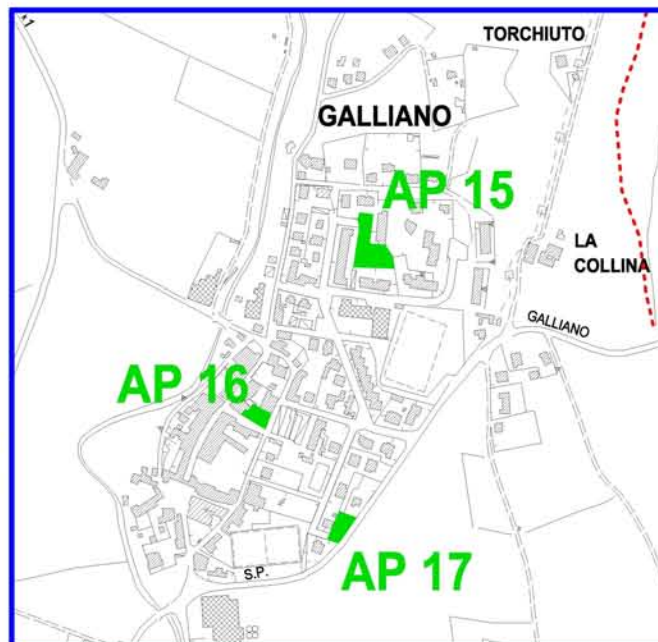 TORCHIUTO
GALLIANO
AP 15
LA
COLLINA
GALLIANO
AP 16
AP 17
S.P.